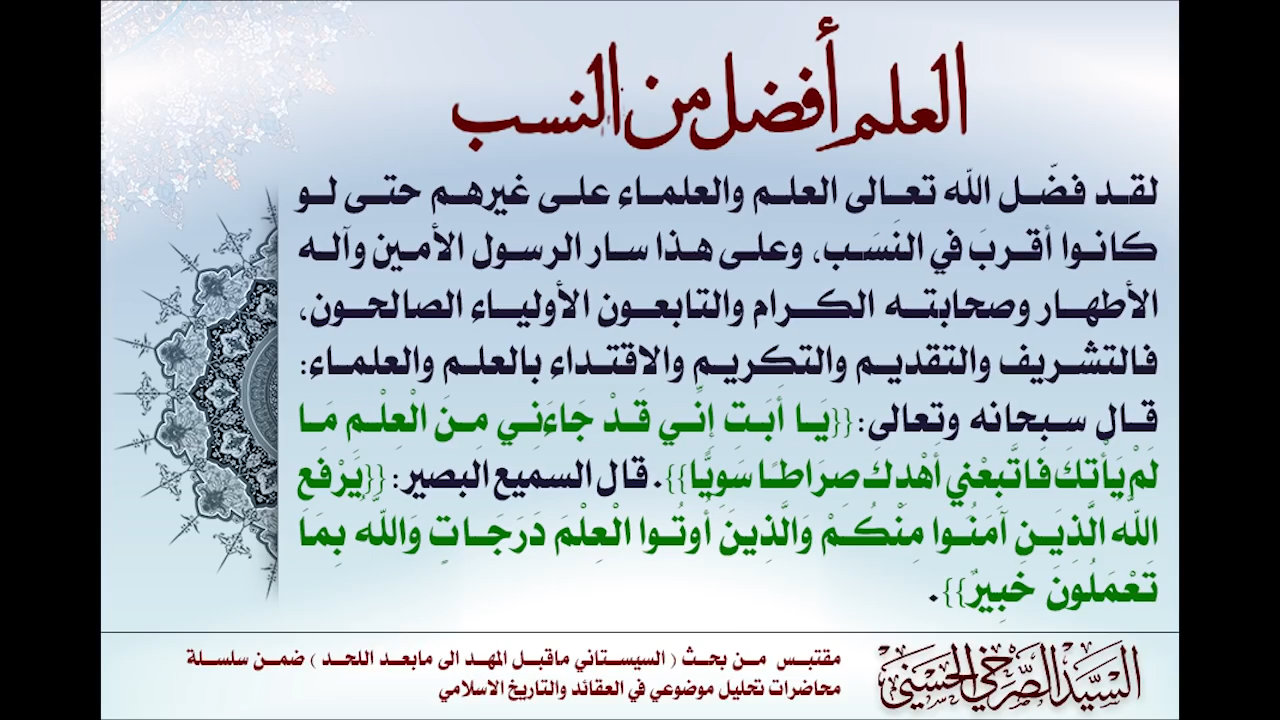 العلم أفضل من النسب
لقد فضّل الله تعالى العلم والعلماء على غيرهم حتى لو
كانوا أقربَ في النَسَب، وعلى هذا سار الرسول الأمين وآله
الأطهار وصحابته الكرام والتابعون الأولياء الصالحون،
فالتشريف والتقديم والتكريم والاقتداء بالعلم والعلماء:
قال سبحانه وتعالى: {{يَا أَبَتِ إِنِّي قَدْ جَاءَنِي مِنَ الْعِلْمِ مَا
لَمْ يَأْتِكَ فَاتَّبِعْنِي أَهْدِكَ صِرَاطًا سَوِيًّا}}. قال السميع البصير: {{يَرْفَعِ
اللَّه الَّذِينَ آمَنُوا مِنْكُمْ وَالَّذِينَ أُوتُوا الْعِلْمَ دَرَجَاتٍ وَاللَّه بِمَا
تَعْمَلُونَ خَبِيرٌ}}.
السيد الصرخي الحسني
مقتبس من بحث ( السيستاني ماقبل المهد الى مابعد اللحد ) ضمن سلسلة
محاضرات تحليل موضوعي في العقائد والتاريخ الاسلامي